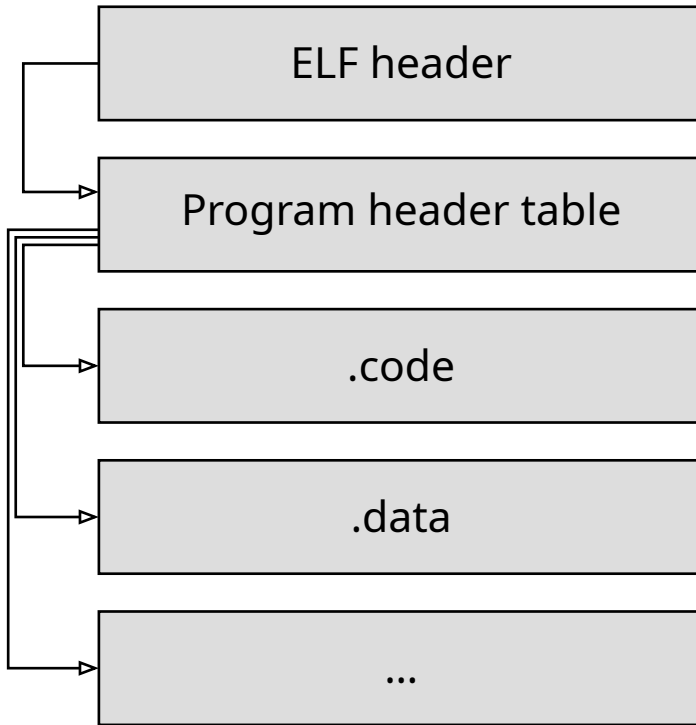 ELF header
Program header table
.code
.data
...